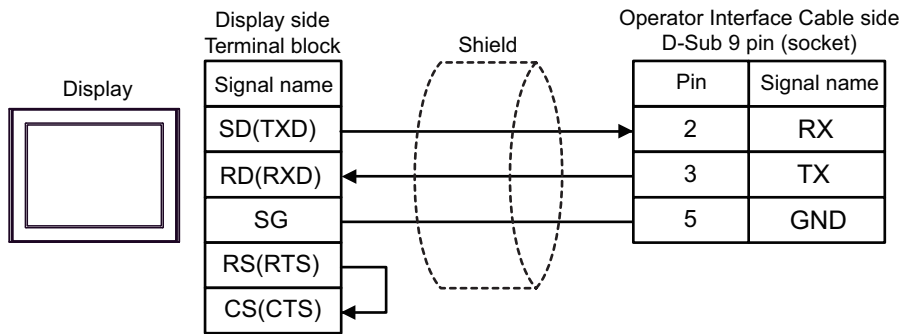 Display side
Terminal block
Shield
Operator Interface Cable side
D-Sub 9 pin (socket)
Display
Signal name
Pin
Signal name
SD(TXD)
2
RX
RD(RXD)
3
TX
SG
5
GND
RS(RTS)
CS(CTS)